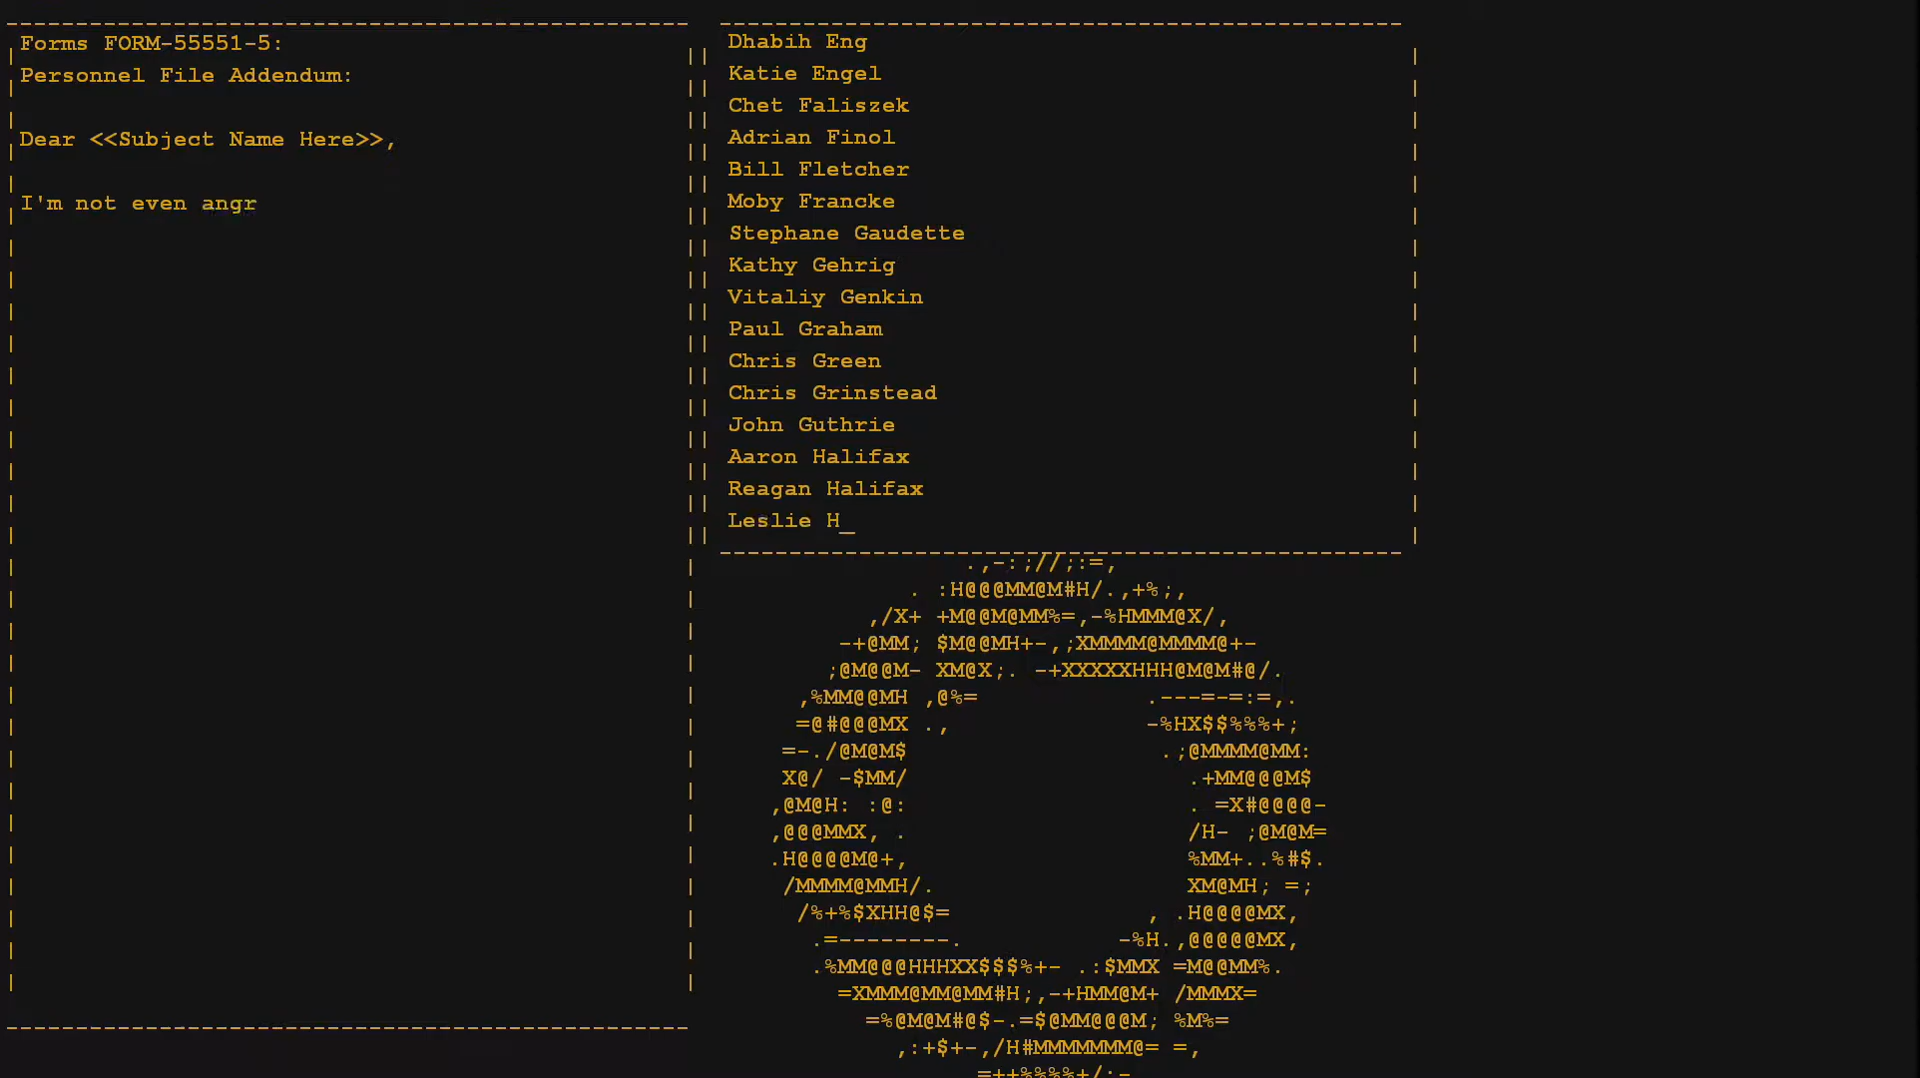 Forms FORM-55551-5:
Personnel File Addendum:
Dear <<Subject Name Here>>,
I'm not even angr
Dhabih Eng
Katie Engel
Chet Faliszek
Adrian Finol
Bill Fletcher
Moby Francke
Stephane Gaudette
Kathy Gehrig
Vitaliy Genkin
Paul Graham
Chris Green
Chris Grinstead
John Guthrie
Aaron Halifax
Reagan Halifax
Leslie H_